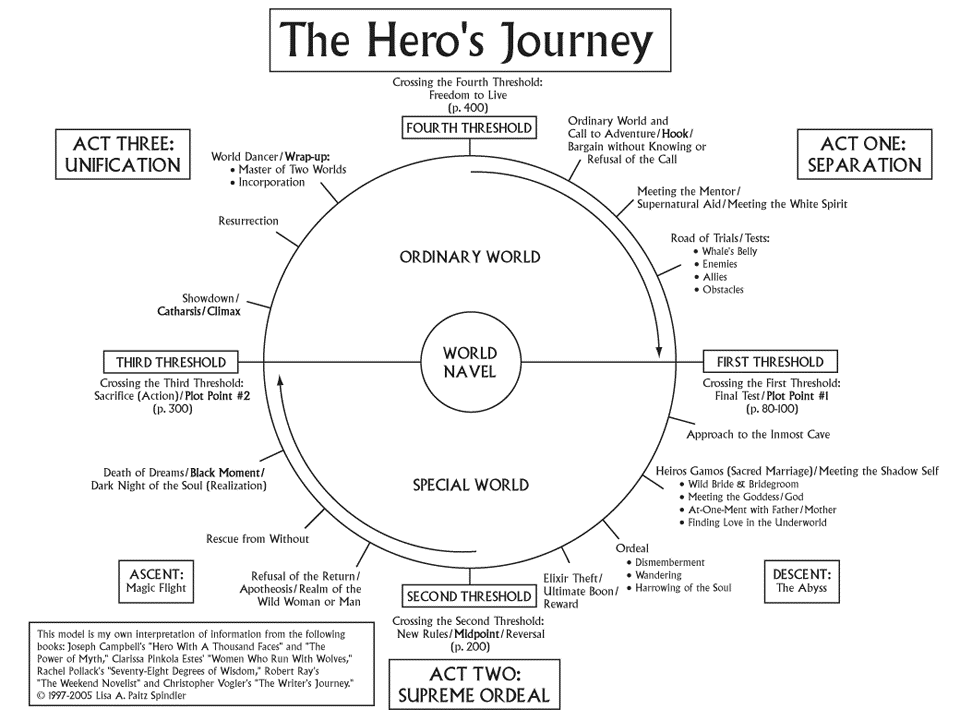 The Hero's Journey
Crossing the Fourth Threshold:
Freedom to Live
(p. 400)
FOURTH THRESHOLD
ACT THREE:
UNIFICATION
ACT ONE:
SEPARATION
Ordinary World and
Call to Adventure/Hook/
Bargain without Knowing or
Refusal of the Call
Meeting the Mentor/
Supernatural Aid/Meeting the White Spirit
Road of Trials/Tests:
• Whale's Belly
• Enemies
• Allies
• Obstacles
World Dancer/Wrap-up:
• Master of Two Worlds
• Incorporation
Resurrection
Showdown/
Catharsis/Climax
ORDINARY WORLD
WORLD
NAVEL
THIRD THRESHOLD
Crossing the Third Threshold:
Sacrifice (Action)/Plot Point #2
(p. 300)
FIRST THRESHOLD
Crossing the First Threshold:
Final Test/Plot Point #1
(p. 80-100)
Approach to the Inmost Cave
Heiros Gamos (Sacred Marriage)/Meeting the Shadow Self
• Wild Bride & Bridegroom
• Meeting the Goddess/God
• At-One-Ment with Father/Mother
• Finding Love in the Underworld
SPECIAL WORLD
Death of Dreams/Black Moment/
Dark Night of the Soul (Realization)
Rescue from Without
Refusal of the Return/
Apotheosis/Realm of the
Wild Woman or Man
Ordeal
• Dismemberment
• Wandering
• Harrowing of the Soul
Elixir Theft/
Ultimate Boon/
Reward
ASCENT:
Magic Flight
DESCENT:
The Abyss
SECOND THRESHOLD
Crossing the Second Threshold:
New Rules/Midpoint/Reversal
(p. 200)
ACT TWO:
SUPREME ORDEAL
This model is my own interpretation of information from the following
books: Joseph Campbell's "Hero With A Thousand Faces" and "The
Power of Myth," Clarissa Pinkola Estes' "Women Who Run With Wolves,"
Rachel Pollack's "Seventy-Eight Degrees of Wisdom," Robert Ray's
"The Weekend Novelist" and Christopher Vogler's "The Writer's Journey."
© 1997-2005 Lisa A. Paitz Spindler